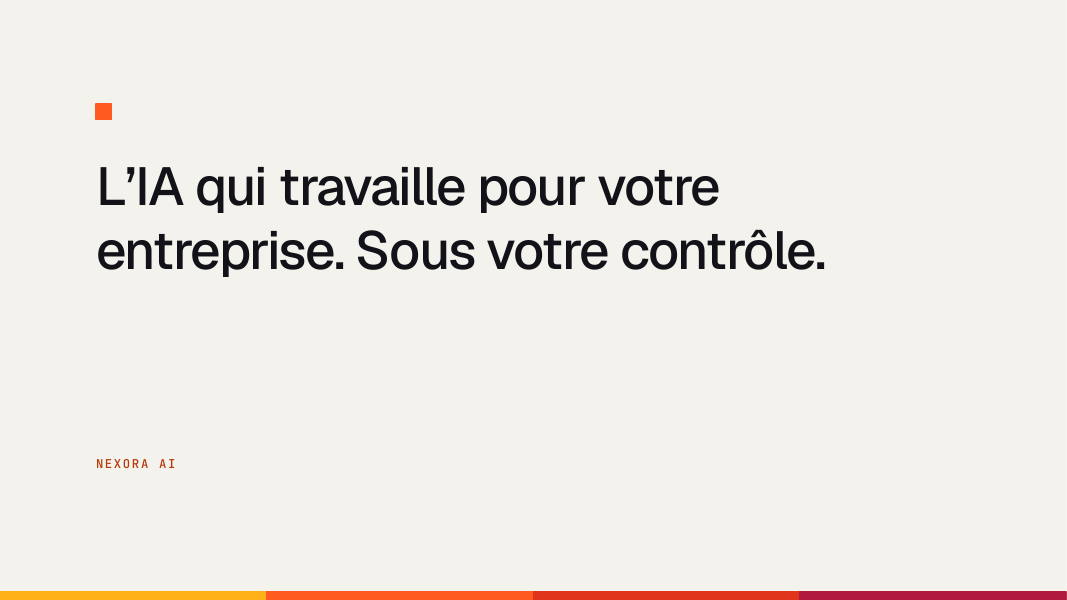 L’IA qui travaille pour votre
entreprise. Sous votre contrôle.
NEXORA AI